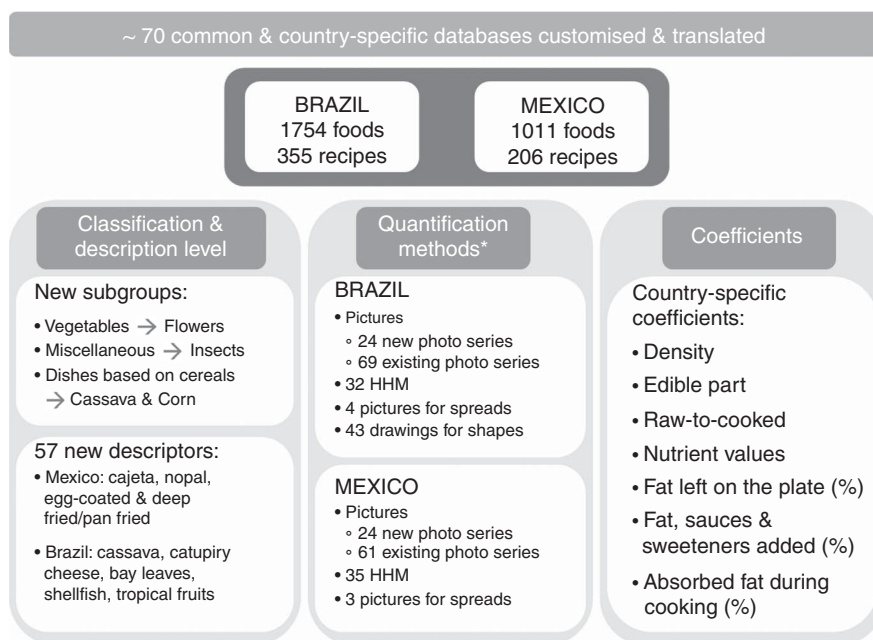 ~ 70 common & country-specific databases customised & translated
BRAZIL
1754 foods
355 recipes
MEXICO
1011 foods
206 recipes
Classification &
description level
New subgroups:
• Vegetables → Flowers
• Miscellaneous → Insects
• Dishes based on cereals
→ Cassava & Corn
57 new descriptors:
• Mexico: cajeta, nopal,
egg-coated & deep
fried/pan fried
• Brazil: cassava, catupiry
cheese, bay leaves,
shellfish, tropical fruits
Quantification
methods*
BRAZIL
• Pictures
◦ 24 new photo series
◦ 69 existing photo series
• 32 HHM
• 4 pictures for spreads
• 43 drawings for shapes
MEXICO
• Pictures
◦ 24 new photo series
◦ 61 existing photo series
• 35 HHM
• 3 pictures for spreads
Coefficients
Country-specific
coefficients:
• Density
• Edible part
• Raw-to-cooked
• Nutrient values
• Fat left on the plate (%)
• Fat, sauces &
sweeteners added (%)
• Absorbed fat during
cooking (%)